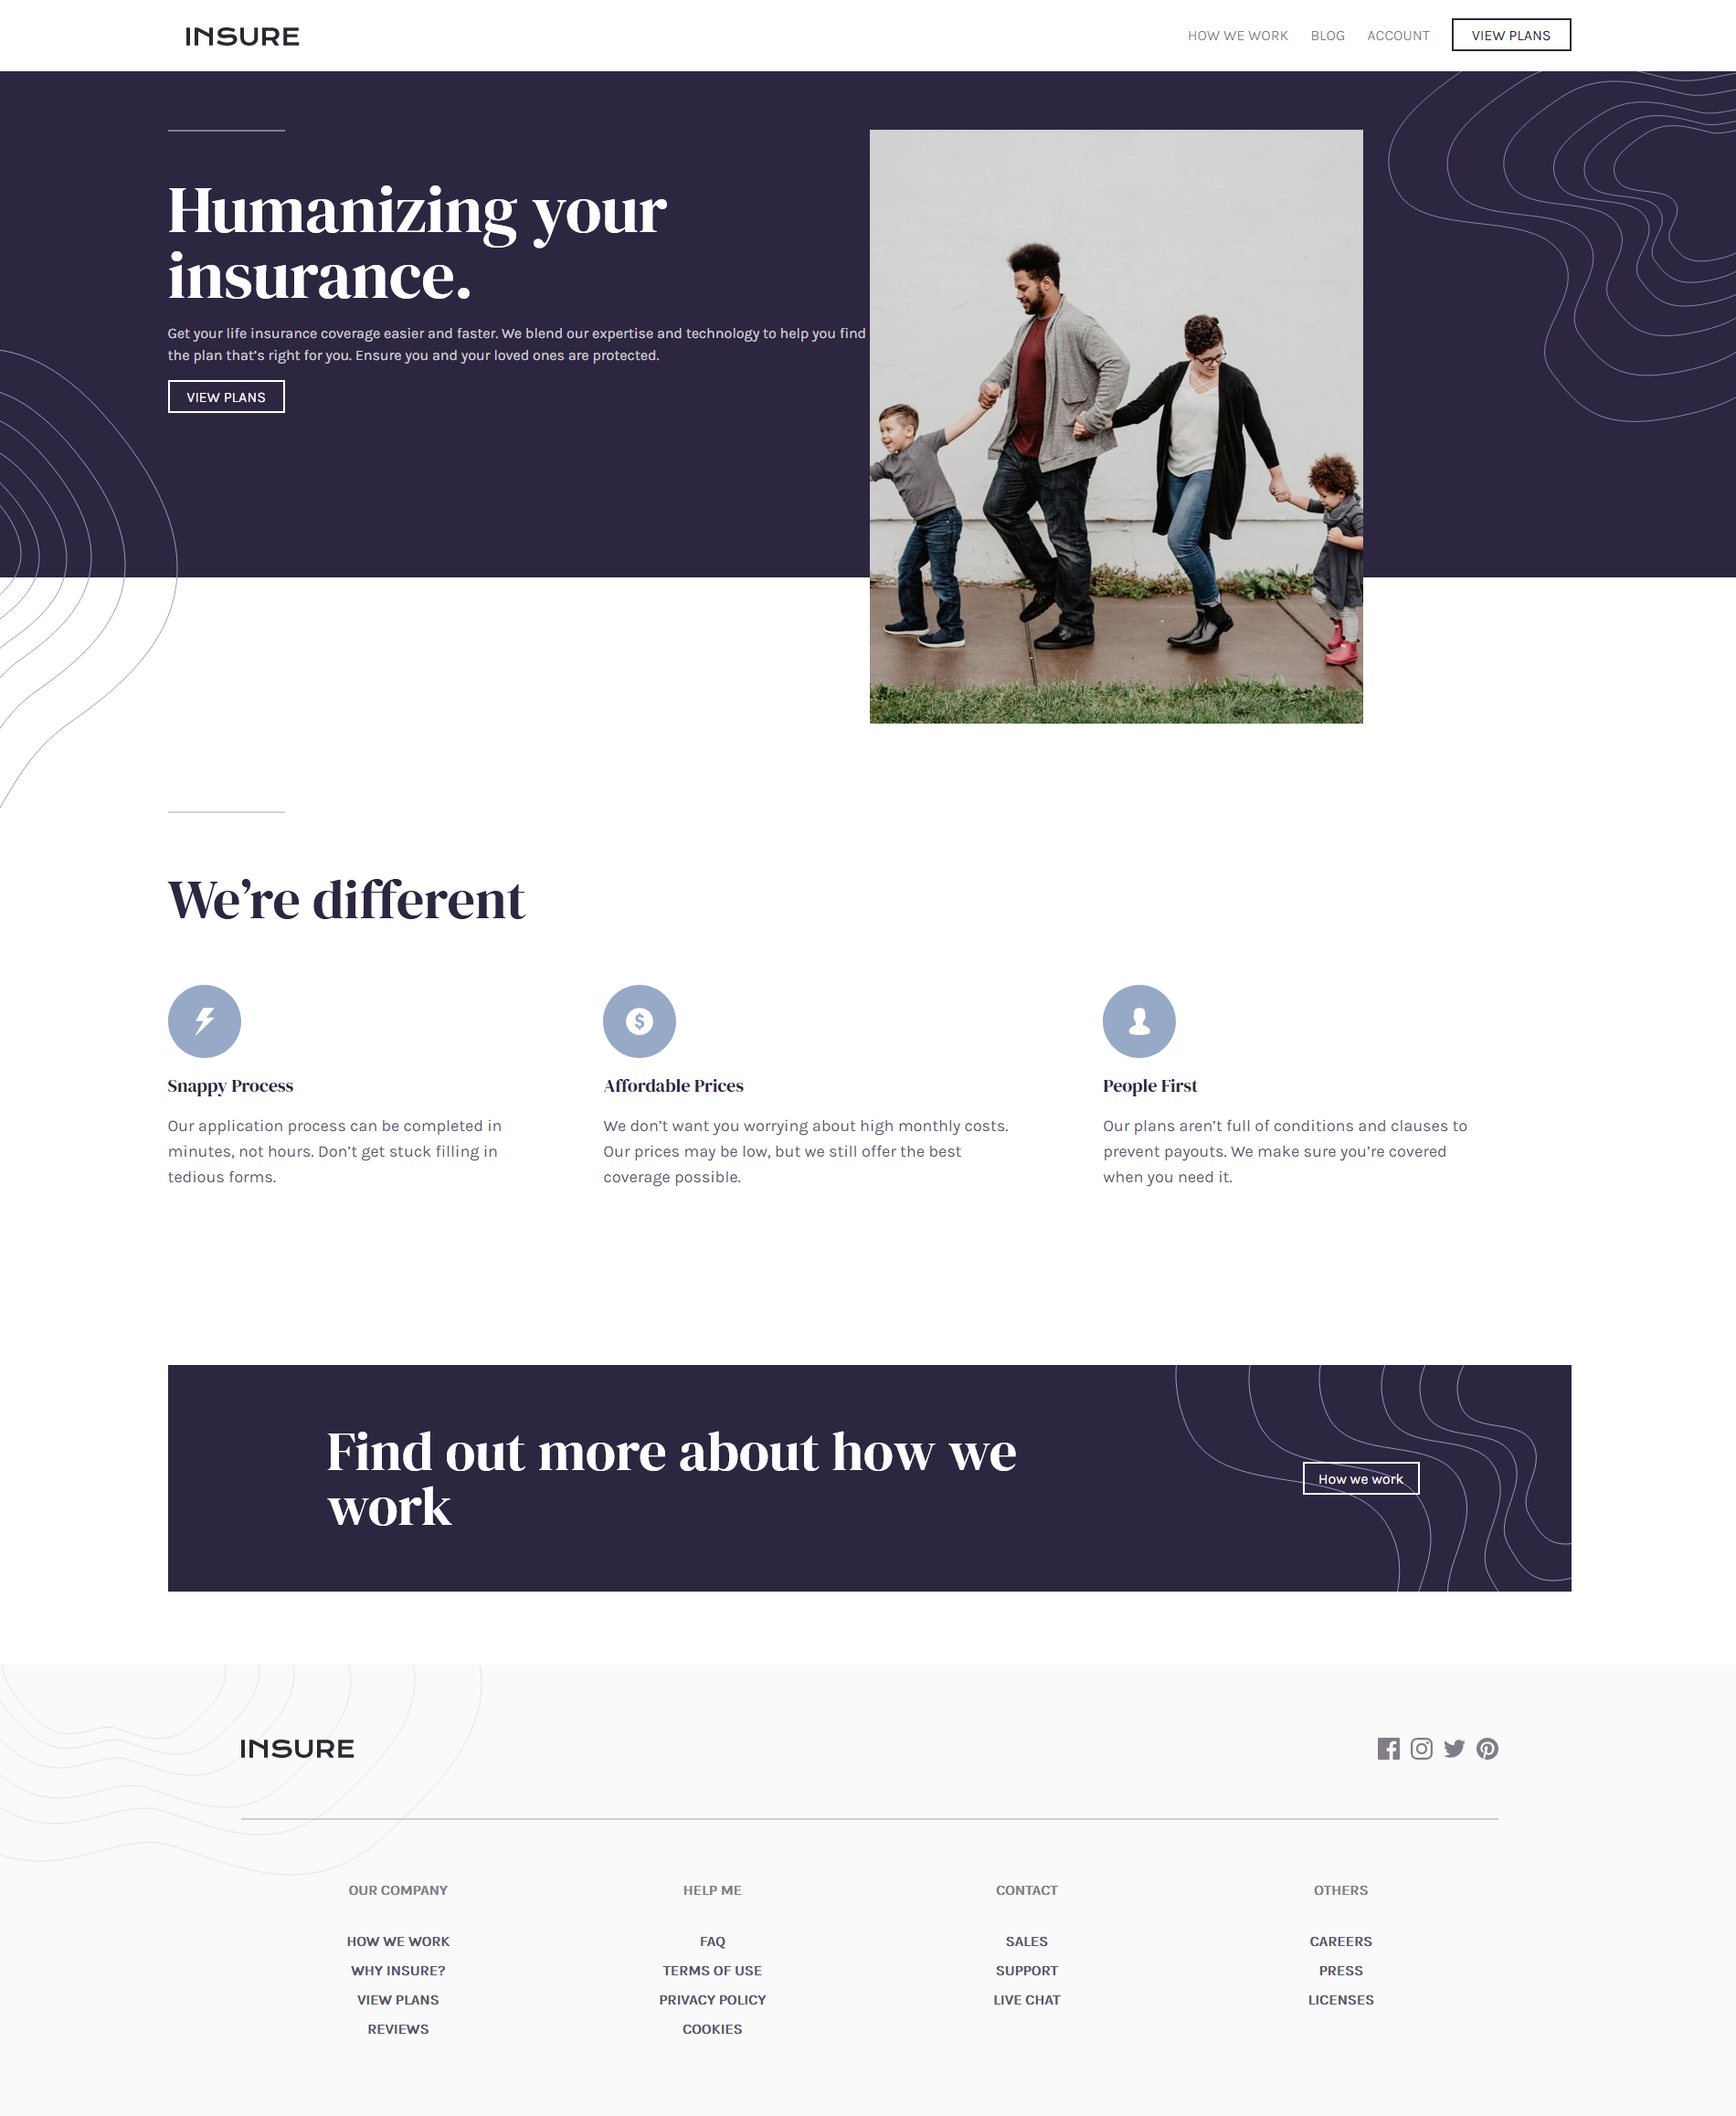 INSURE
HOW WE WORK BLOG ACCOUNT VIEW PLANS
Humanizing your
insurance.
Get your life insurance coverage easier and faster. We blend our expertise and technology to help you find
the plan that’s right for you. Ensure you and your loved ones are protected.
VIEW PLANS
We’re different
Snappy Process
Our application process can be completed in
minutes, not hours. Don’t get stuck filling in
tedious forms.
Affordable Prices
We don’t want you worrying about high monthly costs.
Our prices may be low, but we still offer the best
coverage possible.
People First
Our plans aren’t full of conditions and clauses to
prevent payouts. We make sure you’re covered
when you need it.
Find out more about how we
work
How we work
INSURE
OUR COMPANY
HOW WE WORK
WHY INSURE?
VIEW PLANS
REVIEWS
HELP ME
FAQ
TERMS OF USE
PRIVACY POLICY
COOKIES
CONTACT
SALES
SUPPORT
LIVE CHAT
OTHERS
CAREERS
PRESS
LICENSES